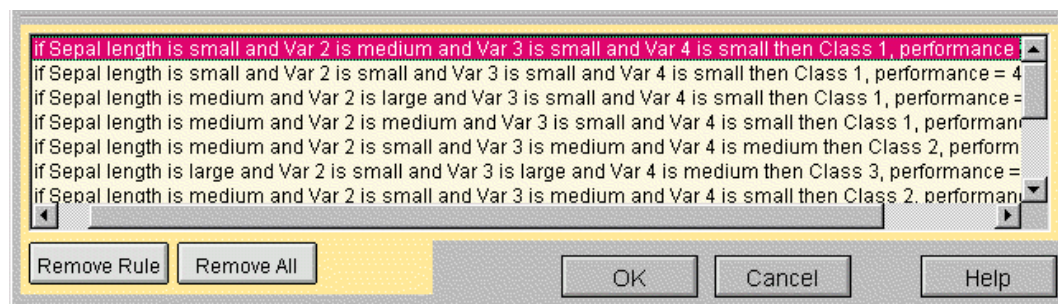 if Sepal length is small and Var 2 is medium and Var 3 is small and Var 4 is small then Class 1, performance
if Sepal length is small and Var 2 is small and Var 3 is small and Var 4 is small then Class 1, performance = 4
if Sepal length is medium and Var 2 is large and Var 3 is small and Var 4 is small then Class 1, performance =
if Sepal length is medium and Var 2 is medium and Var 3 is small and Var 4 is small then Class 1, performan
if Sepal length is medium and Var 2 is small and Var 3 is medium and Var 4 is medium then Class 2, perform
if Sepal length is large and Var 2 is small and Var 3 is large and Var 4 is medium then Class 3, performance =
if Sepal length is medium and Var 2 is small and Var 3 is medium and Var 4 is small then Class 2, performan
Remove Rule Remove All OK Cancel Help